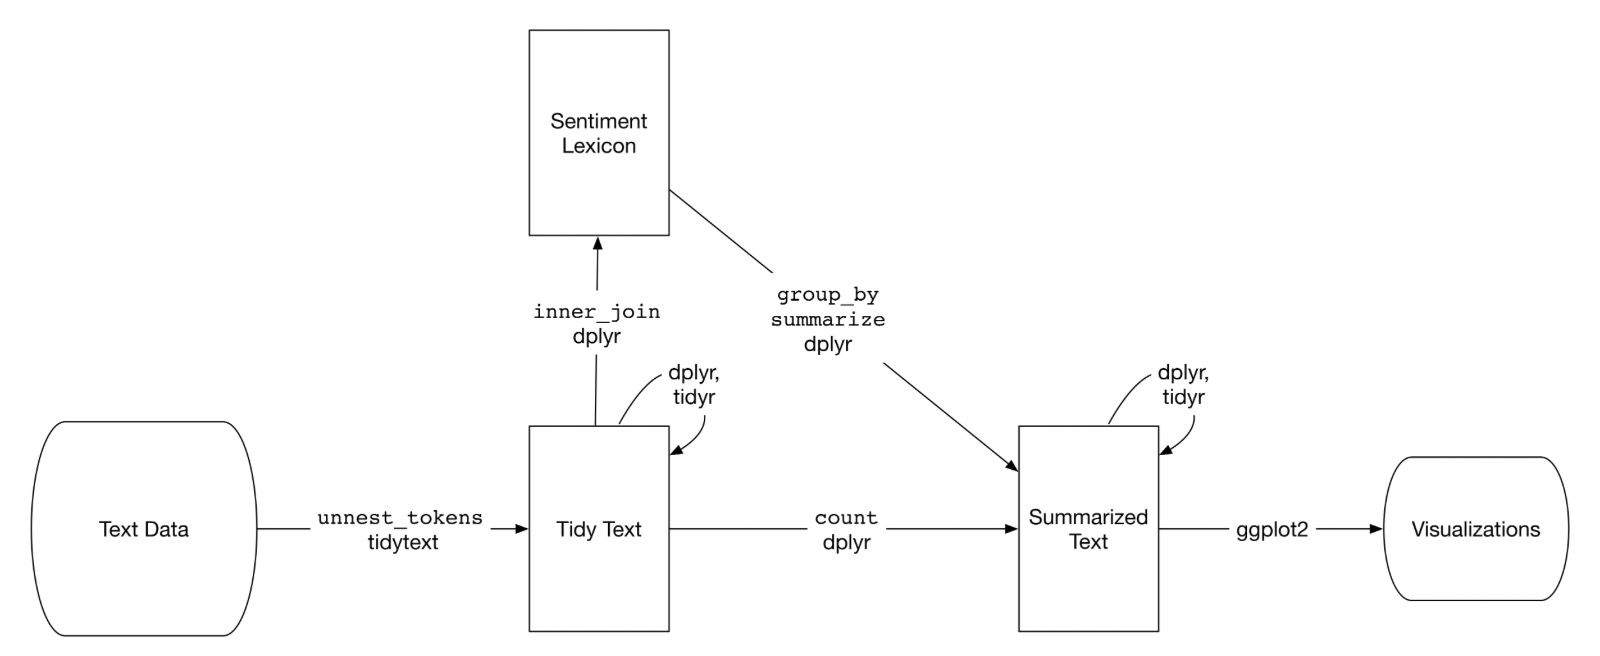 Sentiment
Lexicon
inner_join
dplyr
group_by
summarize
dplyr
dplyr,
tidyr
dplyr,
tidyr
Text Data
unnest_tokens
tidytext
Tidy Text
count
dplyr
Summarized
Text
ggplot2
Visualizations